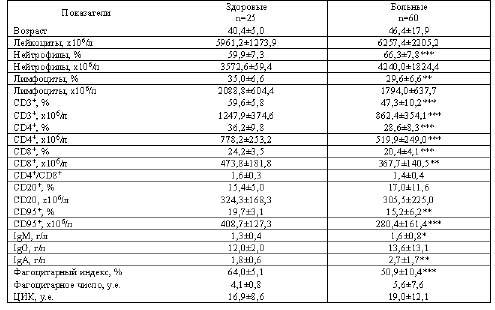 Показатели Здоровые n=25 Больные n=60
Возраст 40,4±5,0 46,4±17,9
Лейкоциты, х10⁶/л 5961,2±1273,9 6257,4±2205,2
Нейтрофилы, % 59,9±7,3 66,3±7,8***
Нейтрофилы, х10⁶/л 3572,6±59,4 4240,0±1824,4
Лимфоциты, % 35,0±6,6 29,6±6,6**
Лимфоциты, х10⁶/л 2088,8±604,4 1794,0±637,7
CD3⁺, % 59,6±5,8 47,3±10,2***
CD3⁺, х10⁶/л 1247,9±374,6 862,4±354,1***
CD4⁺, % 36,2±9,8 28,6±8,3***
CD4⁺, х10⁶/л 778,2±253,2 519,9±249,0***
CD8⁺, % 24,2±3,5 20,4±4,1***
CD8⁺, х10⁶/л 473,8±181,8 367,7±140,5**
CD4⁺/CD8⁺ 1,6±0,3 1,4±0,4
CD20⁺, % 15,4±5,0 17,0±11,6
CD20, х10⁶/л 324,3±168,3 305,5±225,0
CD95⁺, % 19,7±3,1 15,2±6,2**
CD95⁺, х10⁶/л 408,7±127,3 280,4±161,4***
IgM, г/л 1,3±0,4 1,6±0,8*
IgG, г/л 12,0±2,0 13,6±13,1
IgA, г/л 1,8±0,6 2,7±1,7**
Фагоцитарный индекс, % 64,0±5,1 50,9±10,4***
Фагоцитарное число, у.е. 4,1±0,8 5,6±7,6
ЦИК, у.е. 16,9±8,6 19,0±12,1